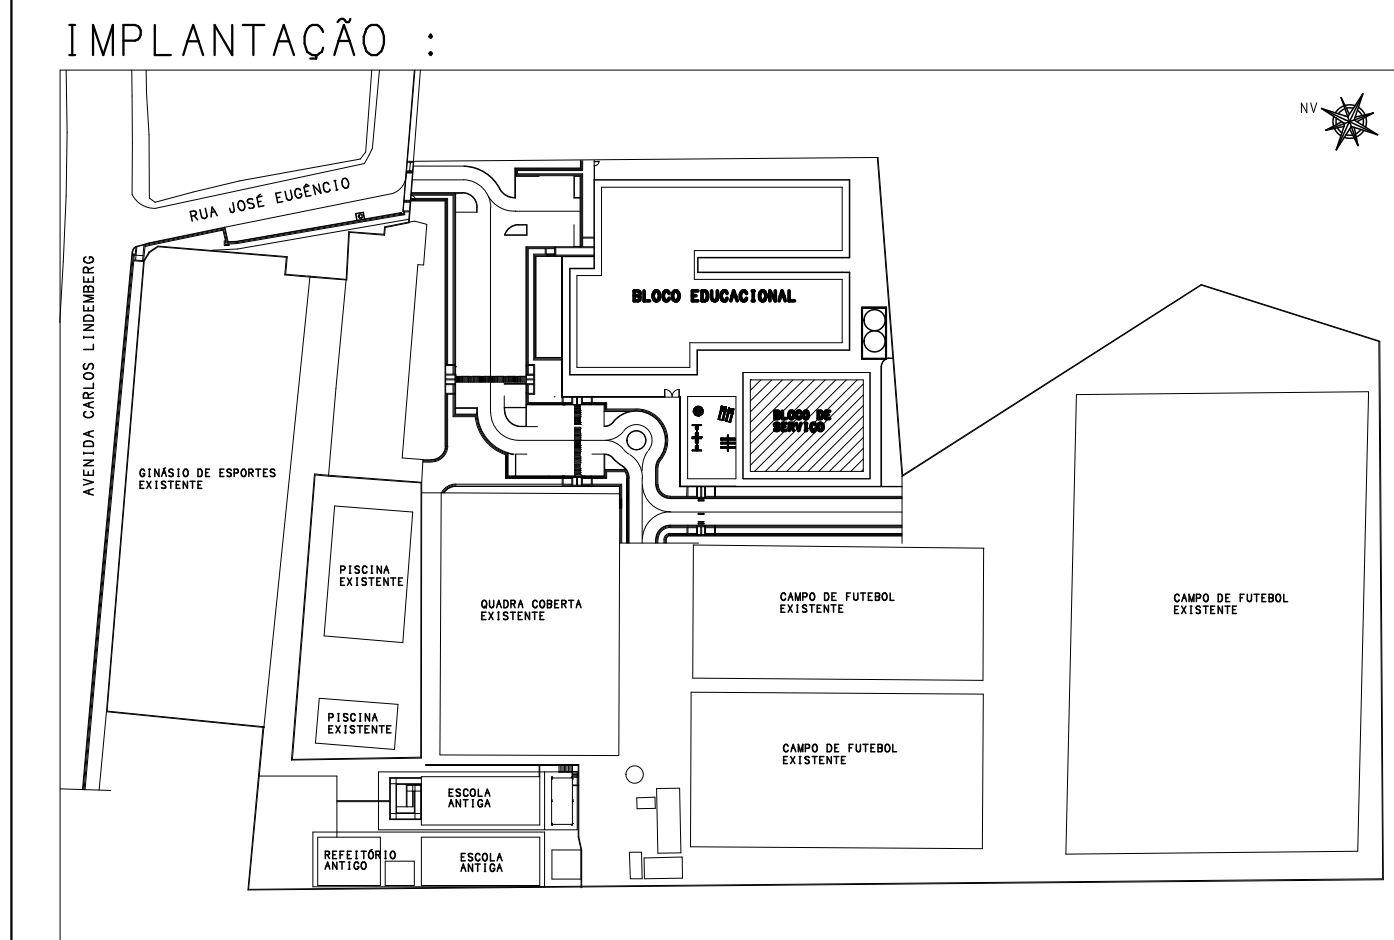 IMPLANTAÇÃO :
NV
RUA JOSÉ EUGÊNCIO
AVENIDA CARLOS LINDEMBERG
BLOCO EDUCACIONAL
BLOCO DE
SERVIÇO
GINÁSIO DE ESPORTES
EXISTENTE
PISCINA
EXISTENTE
QUADRA COBERTA
EXISTENTE
CAMPO DE FUTEBOL
EXISTENTE
CAMPO DE FUTEBOL
EXISTENTE
PISCINA
EXISTENTE
CAMPO DE FUTEBOL
EXISTENTE
ESCOLA
ANTIGA
REFEITÓRIO
ANTIGO
ESCOLA
ANTIGA